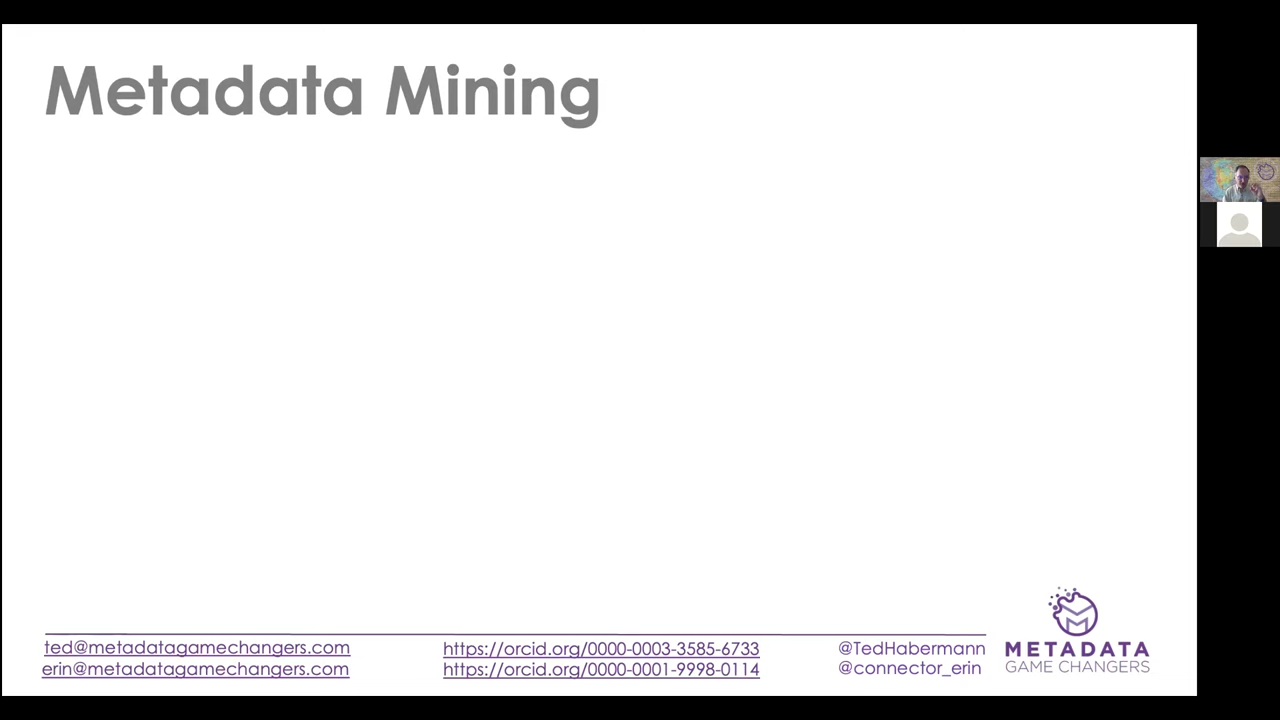 Metadata Mining
ted@metadatagamechangers.com
erin@metadatagamechangers.com
https://orcid.org/0000-0003-3585-6733
https://orcid.org/0000-0001-9998-0114
@TedHabermann
@connector_erin
METADATA
GAME CHANGERS